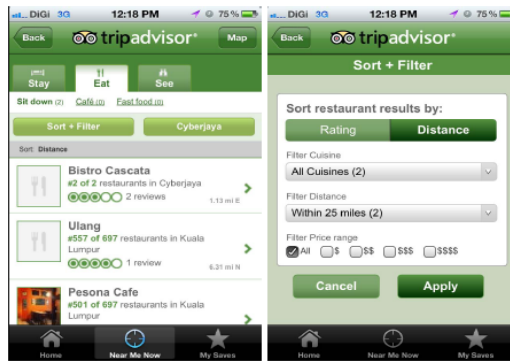 DiGi 3G 12:18 PM 75%
Back tripadvisor Map
Stay Eat See
Sit down (2) Café (0) Fast food (0)
Sort + Filter Cyberjaya
Sort: Distance
Bistro Cascata
#2 of 2 restaurants in Cyberjaya
2 reviews 1.13 mi E
Ulang
#557 of 697 restaurants in Kuala
Lumpur
1 review 6.21 mi N
Pesona Cafe
#501 of 697 restaurants in Kuala
Lumpur
Home Near Me Now My Saves
DiGi 3G 12:18 PM 75%
Back tripadvisor
Sort + Filter
Sort restaurant results by:
Rating Distance
Filter Cuisine
All Cuisines (2)
Filter Distance
Within 25 miles (2)
Filter Price range
All $ $$ $$$ $$$$
Cancel Apply
Home Near Me Now My Saves